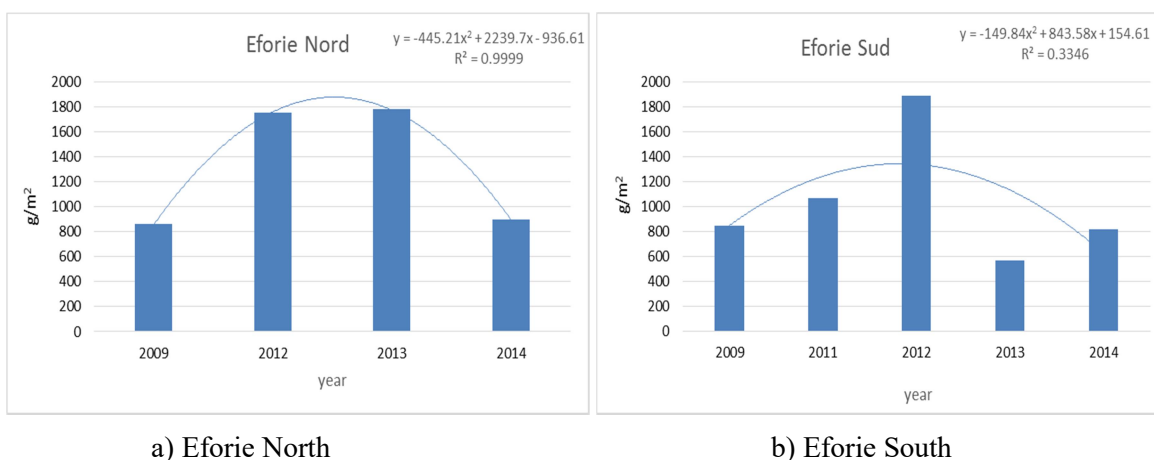 Eforie Nord
y = -445.21x² + 2239.7x - 936.61
R² = 0.9999
2000
1800
1600
1400
1200
1000
800
600
400
200
0
g/m²
2009 2012 2013 2014
year
Eforie Sud
y = -149.84x² + 843.58x + 154.61
R² = 0.3346
2000
1800
1600
1400
1200
1000
800
600
400
200
0
g/m²
2009 2011 2012 2013 2014
year
a) Eforie North
b) Eforie South